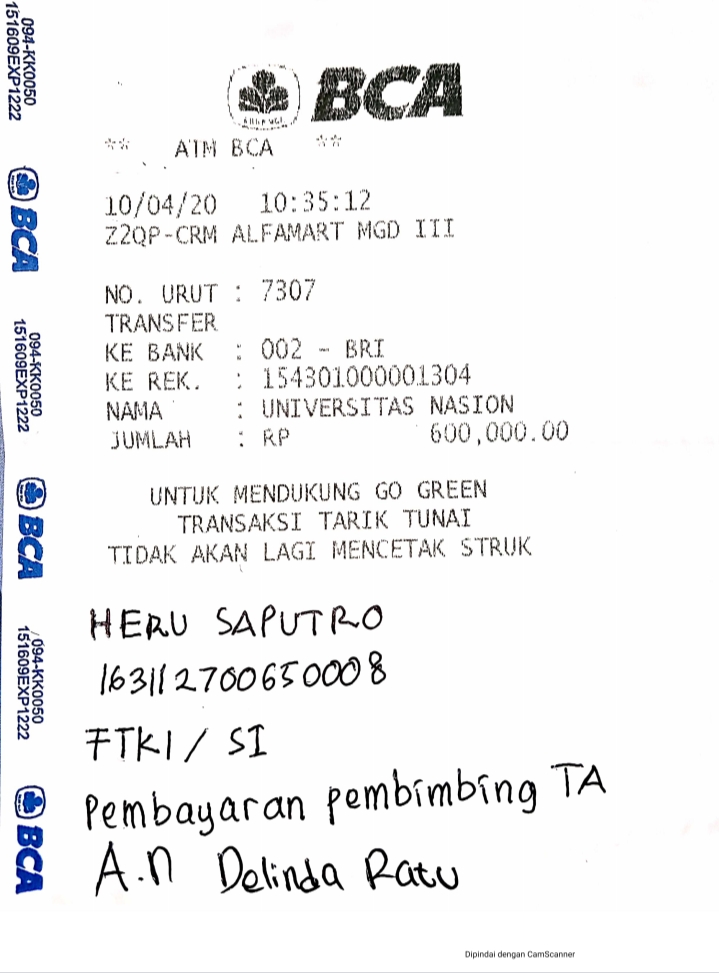 BCA
** ATM BCA **
10/04/20 10:35:12
Z2QP-CRM ALFAMART MGD III
NO. URUT : 7307
TRANSFER
KE BANK : 002 - BRI
KE REK. : 154301000001304
NAMA : UNIVERSITAS NASION
JUMLAH : RP 600,000.00
UNTUK MENDUKUNG GO GREEN
TRANSAKSI TARIK TUNAI
TIDAK AKAN LAGI MENCETAK STRUK
HERU SAPUTRO
163112700650008
FTKI / SI
Pembayaran pembimbing TA
A.n Delinda Ratu
094-KK0050
151609EXP1222
BCA
094-KK0050
151609EXP1222
BCA
094-KK0050
151609EXP1222
BCA
Dipindai dengan CamScanner